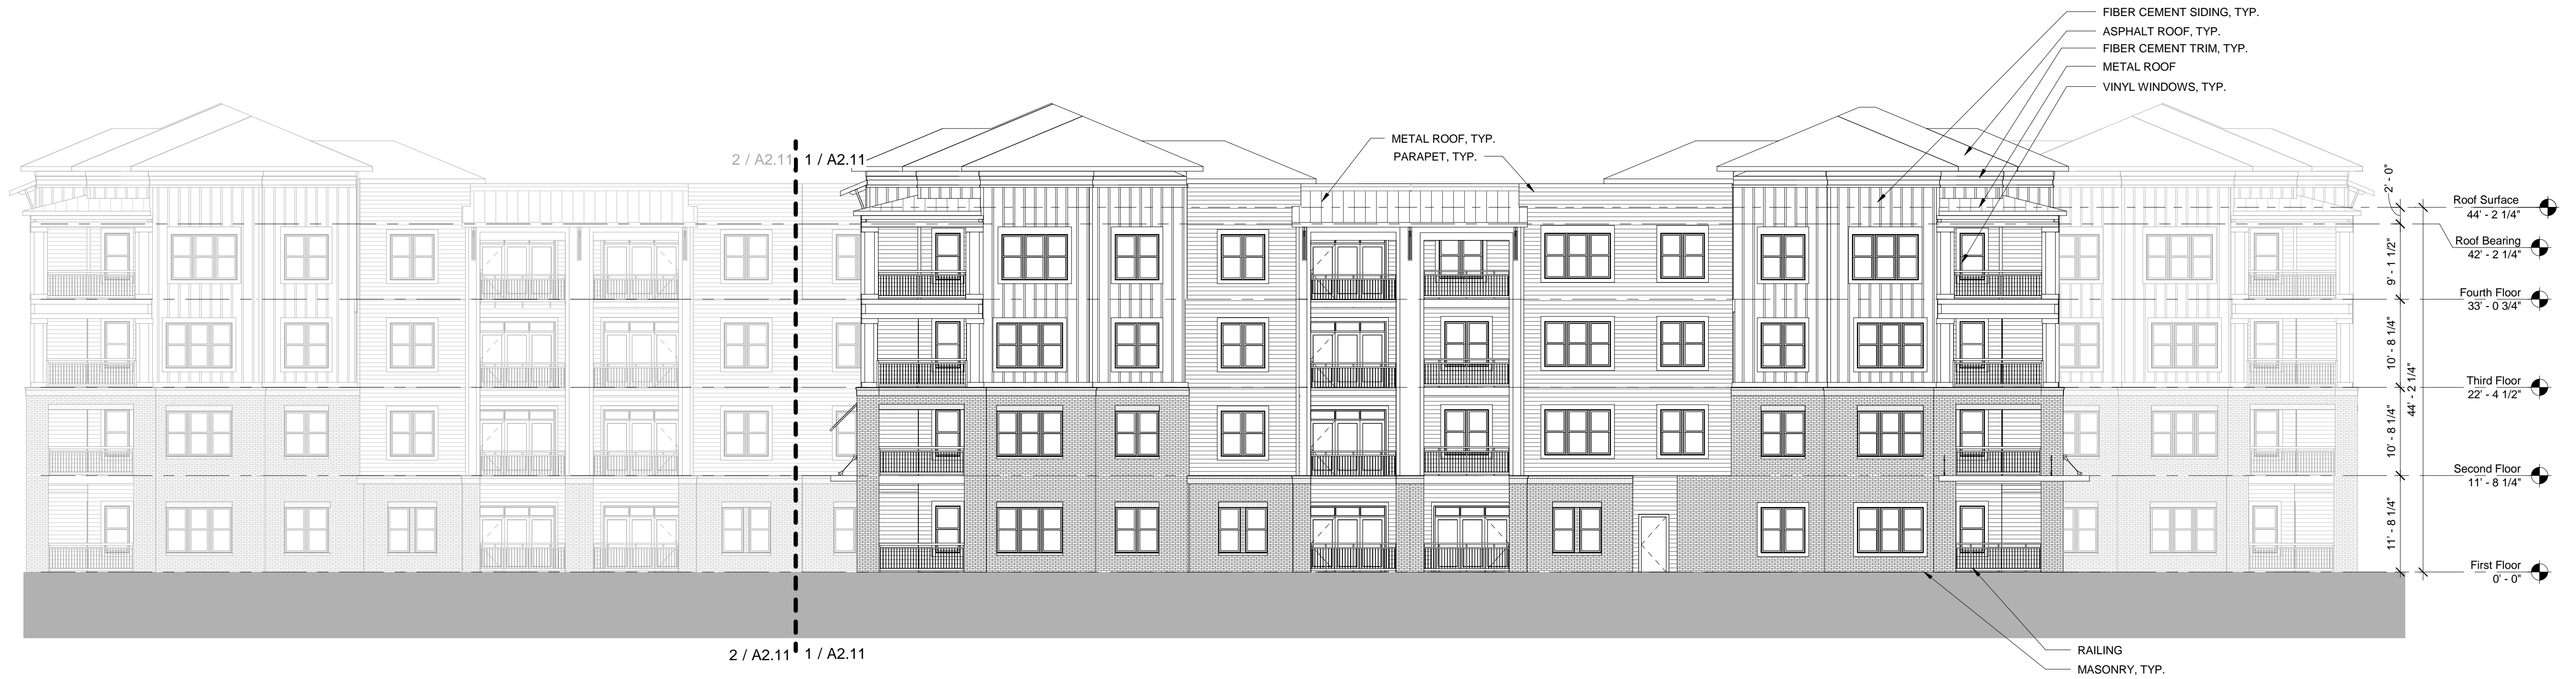 FIBER CEMENT SIDING, TYP.
ASPHALT ROOF, TYP.
FIBER CEMENT TRIM, TYP.
METAL ROOF
VINYL WINDOWS, TYP.
METAL ROOF, TYP.
PARAPET, TYP.
2 / A2.11
1 / A2.11
2' - 0"
Roof Surface
44' - 2 1/4"
Roof Bearing
42' - 2 1/4"
9' - 1 1/2"
Fourth Floor
33' - 0 3/4"
10' - 8 1/4"
44' - 2 1/4"
Third Floor
22' - 4 1/2"
10' - 8 1/4"
Second Floor
11' - 8 1/4"
11' - 8 1/4"
First Floor
0' - 0"
2 / A2.11
1 / A2.11
RAILING
MASONRY, TYP.